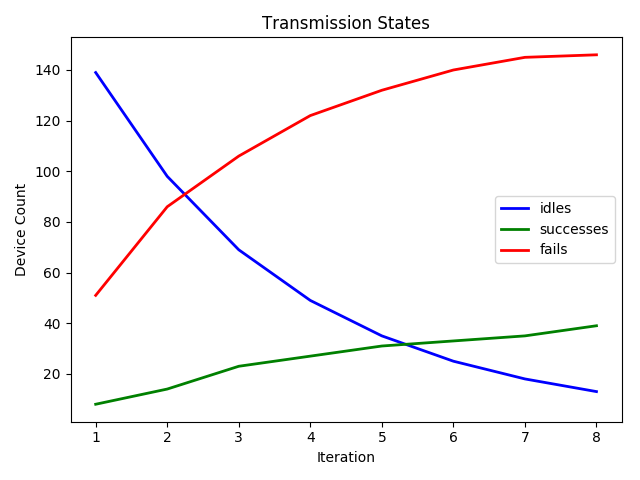 Transmission States
Device Count
140
120
100
80
60
40
20
idles
successes
fails
1 2 3 4 5 6 7 8
Iteration